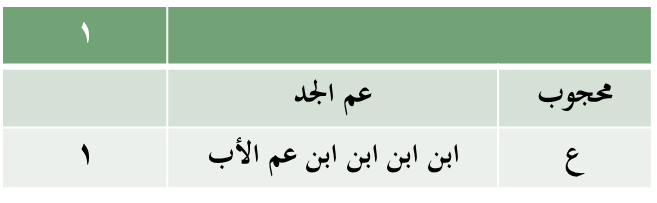 ١
محجوب عم الجد
ع ابن ابن ابن ابن عم الأب ١